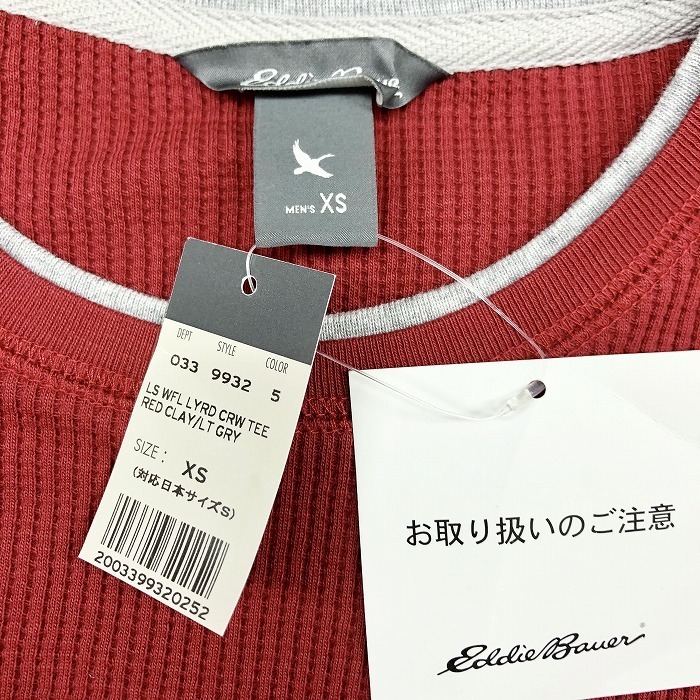 Eddie Bauer
MEN'S XS
DEPT STYLE COLOR
033 9932 5
LS WFL LYRD CRW TEE
RED CLAY/LT GRY
SIZE: XS
(対応日本サイズS)
2003399320252
お取り扱いのご注意
Eddie Bauer